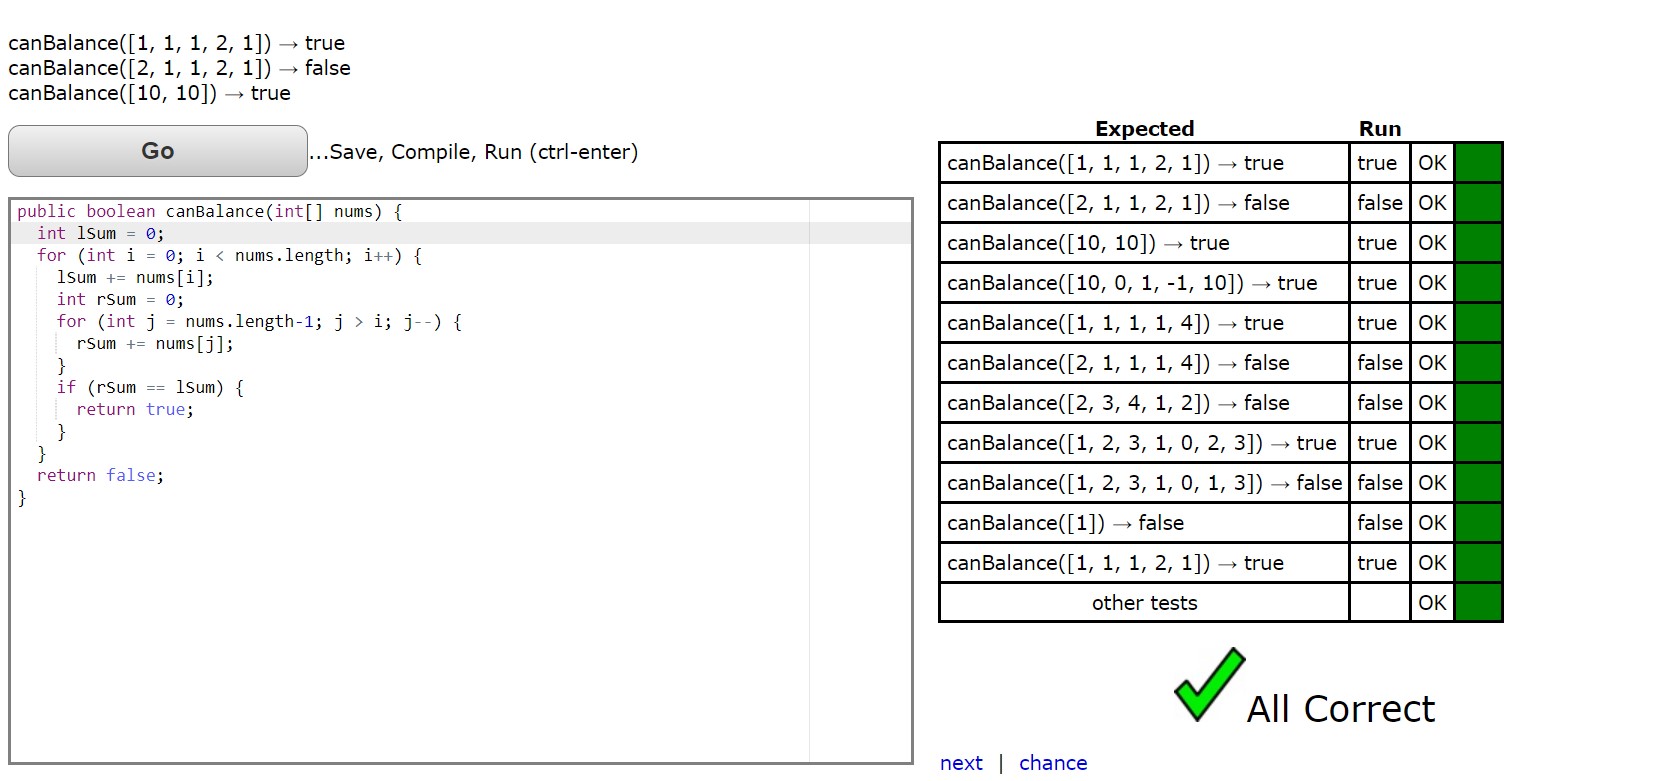 canBalance([1, 1, 1, 2, 1]) → true
canBalance([2, 1, 1, 2, 1]) → false
canBalance([10, 10]) → true
Go
...Save, Compile, Run (ctrl-enter)
public boolean canBalance(int[] nums) {
  int lSum = 0;
  for (int i = 0; i < nums.length; i++) {
    lSum += nums[i];
    int rSum = 0;
    for (int j = nums.length-1; j > i; j--) {
      rSum += nums[j];
    }
    if (rSum == lSum) {
      return true;
    }
  }
  return false;
}
Expected Run
canBalance([1, 1, 1, 2, 1]) → true true OK
canBalance([2, 1, 1, 2, 1]) → false false OK
canBalance([10, 10]) → true true OK
canBalance([10, 0, 1, -1, 10]) → true true OK
canBalance([1, 1, 1, 1, 4]) → true true OK
canBalance([2, 1, 1, 1, 4]) → false false OK
canBalance([2, 3, 4, 1, 2]) → false false OK
canBalance([1, 2, 3, 1, 0, 2, 3]) → true true OK
canBalance([1, 2, 3, 1, 0, 1, 3]) → false false OK
canBalance([1]) → false false OK
canBalance([1, 1, 1, 2, 1]) → true true OK
other tests OK
All Correct
next | chance